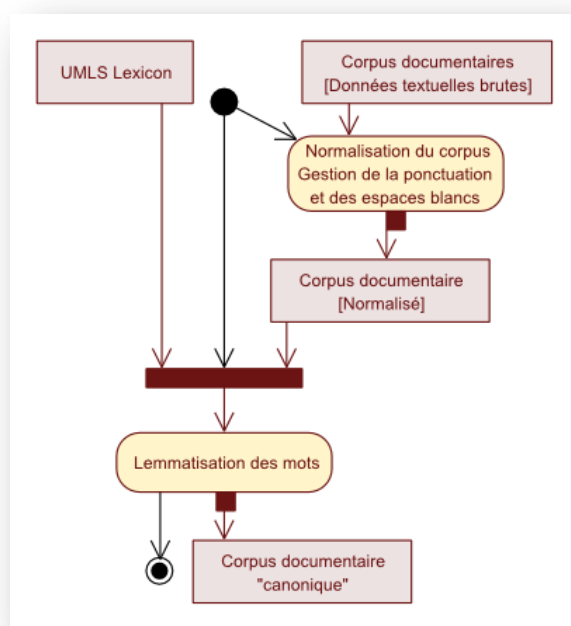 UMLS Lexicon
Corpus documentaires
[Données textuelles brutes]
Normalisation du corpus
Gestion de la ponctuation
et des espaces blancs
Corpus documentaire
[Normalisé]
Lemmatisation des mots
Corpus documentaire
"canonique"